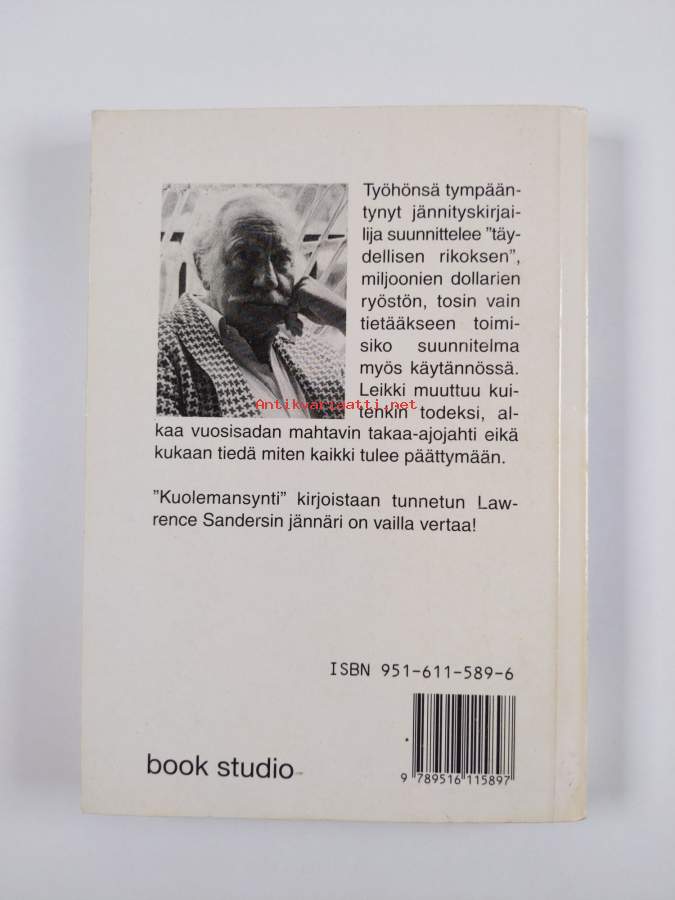 Työhönsä tympään-
tynyt jännityskirjai-
lija suunnittelee "täy-
dellisen rikoksen",
miljoonien dollarien
ryöstön, tosin vain
tietääkseen toimi-
siko suunnitelma
myös käytännössä.
Leikki muuttuu kui-
Antikvariaatti.net
tenkin todeksi, al-
kaa vuosisadan mahtavin takaa-ajojahti eikä
kukaan tiedä miten kaikki tulee päättymään.
"Kuolemansynti" kirjoistaan tunnetun Law-
rence Sandersin jännäri on vailla vertaa!
ISBN 951-611-589-6
book studio
9 789516 115897